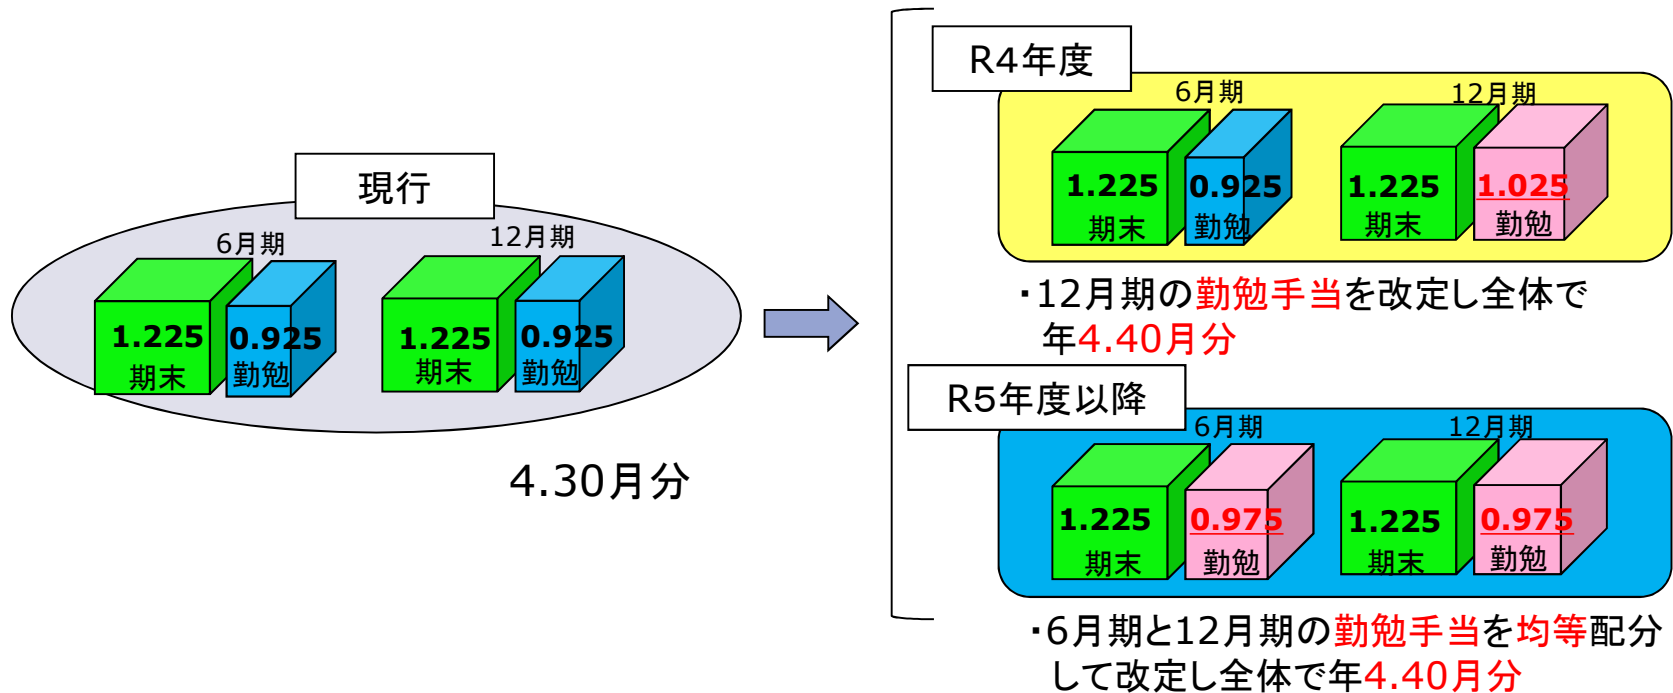 現行
6月期
12月期
1.225
期末
0.925
勤勉
1.225
期末
0.925
勤勉
4.30月分
R4年度
6月期
12月期
1.225
期末
0.925
勤勉
1.225
期末
1.025
勤勉
・12月期の勤勉手当を改定し全体で
年4.40月分
R5年度以降
6月期
12月期
1.225
期末
0.975
勤勉
1.225
期末
0.975
勤勉
・6月期と12月期の勤勉手当を均等配分
して改定し全体で年4.40月分